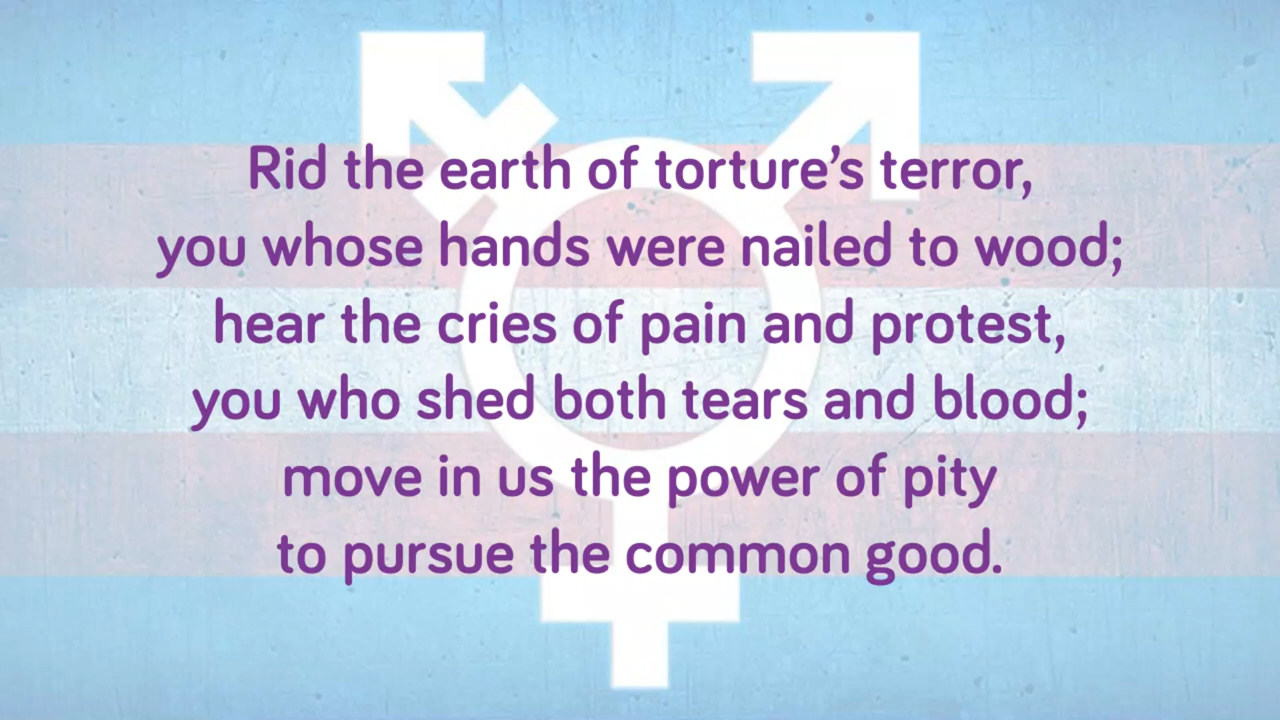 Rid the earth of torture’s terror,
you whose hands were nailed to wood;
hear the cries of pain and protest,
you who shed both tears and blood;
move in us the power of pity
to pursue the common good.